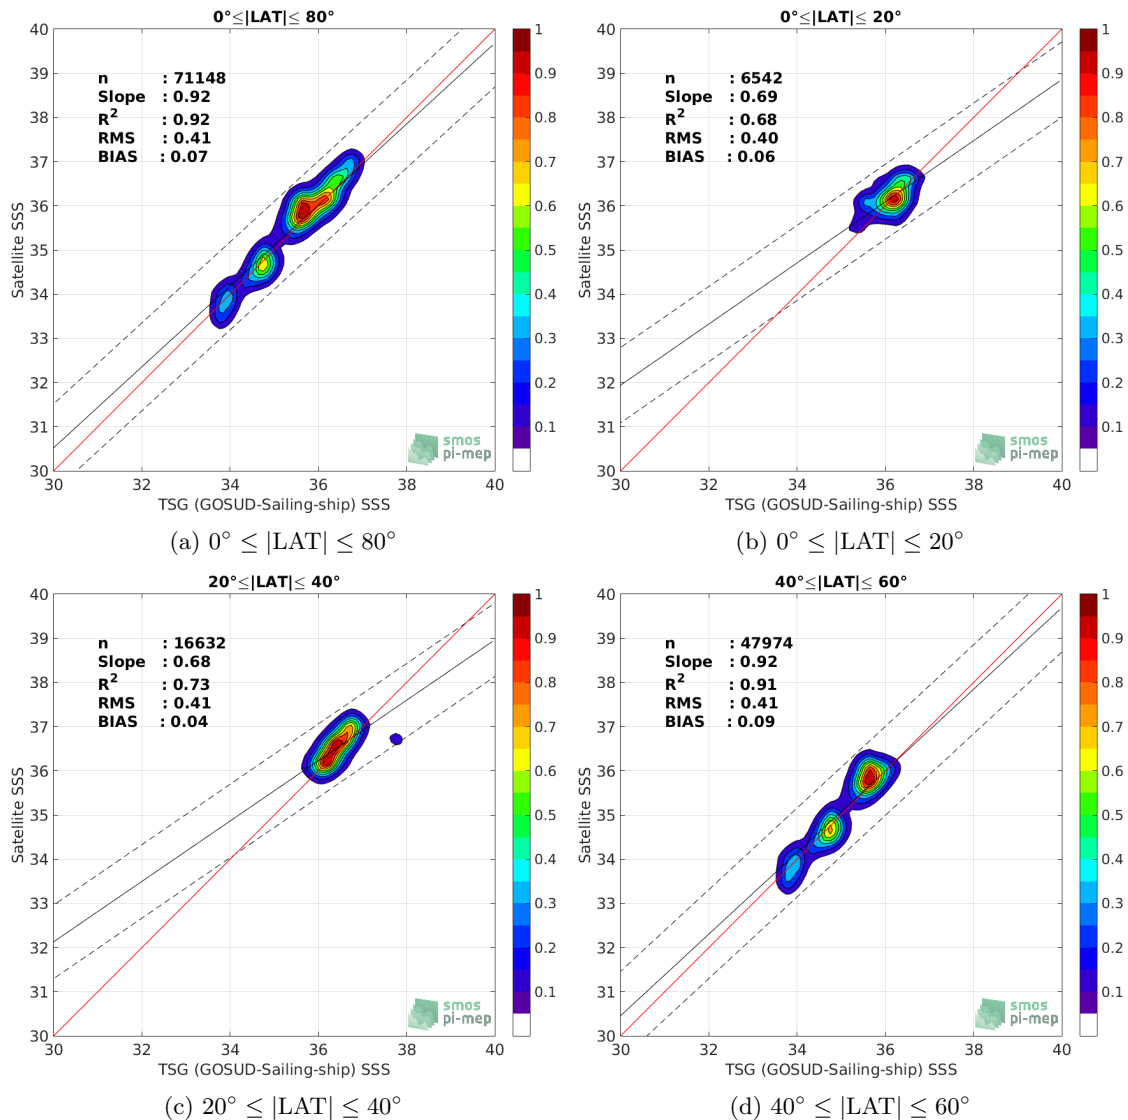 0°≤|LAT|≤ 80°
n : 71148
Slope : 0.92
R² : 0.92
RMS : 0.41
BIAS : 0.07
40
39
38
37
36
35
34
33
32
31
30
Satellite SSS
30 32 34 36 38 40
TSG (GOSUD-Sailing-ship) SSS
1
0.9
0.8
0.7
0.6
0.5
0.4
0.3
0.2
0.1
smos
pi-mep
(a) 0° ≤ |LAT| ≤ 80°
0°≤|LAT|≤ 20°
n : 6542
Slope : 0.69
R² : 0.68
RMS : 0.40
BIAS : 0.06
40
39
38
37
36
35
34
33
32
31
30
Satellite SSS
30 32 34 36 38 40
TSG (GOSUD-Sailing-ship) SSS
1
0.9
0.8
0.7
0.6
0.5
0.4
0.3
0.2
0.1
smos
pi-mep
(b) 0° ≤ |LAT| ≤ 20°
20°≤|LAT|≤ 40°
n : 16632
Slope : 0.68
R² : 0.73
RMS : 0.41
BIAS : 0.04
40
39
38
37
36
35
34
33
32
31
30
Satellite SSS
30 32 34 36 38 40
TSG (GOSUD-Sailing-ship) SSS
1
0.9
0.8
0.7
0.6
0.5
0.4
0.3
0.2
0.1
smos
pi-mep
(c) 20° ≤ |LAT| ≤ 40°
40°≤|LAT|≤ 60°
n : 47974
Slope : 0.92
R² : 0.91
RMS : 0.41
BIAS : 0.09
40
39
38
37
36
35
34
33
32
31
30
Satellite SSS
30 32 34 36 38 40
TSG (GOSUD-Sailing-ship) SSS
1
0.9
0.8
0.7
0.6
0.5
0.4
0.3
0.2
0.1
smos
pi-mep
(d) 40° ≤ |LAT| ≤ 60°